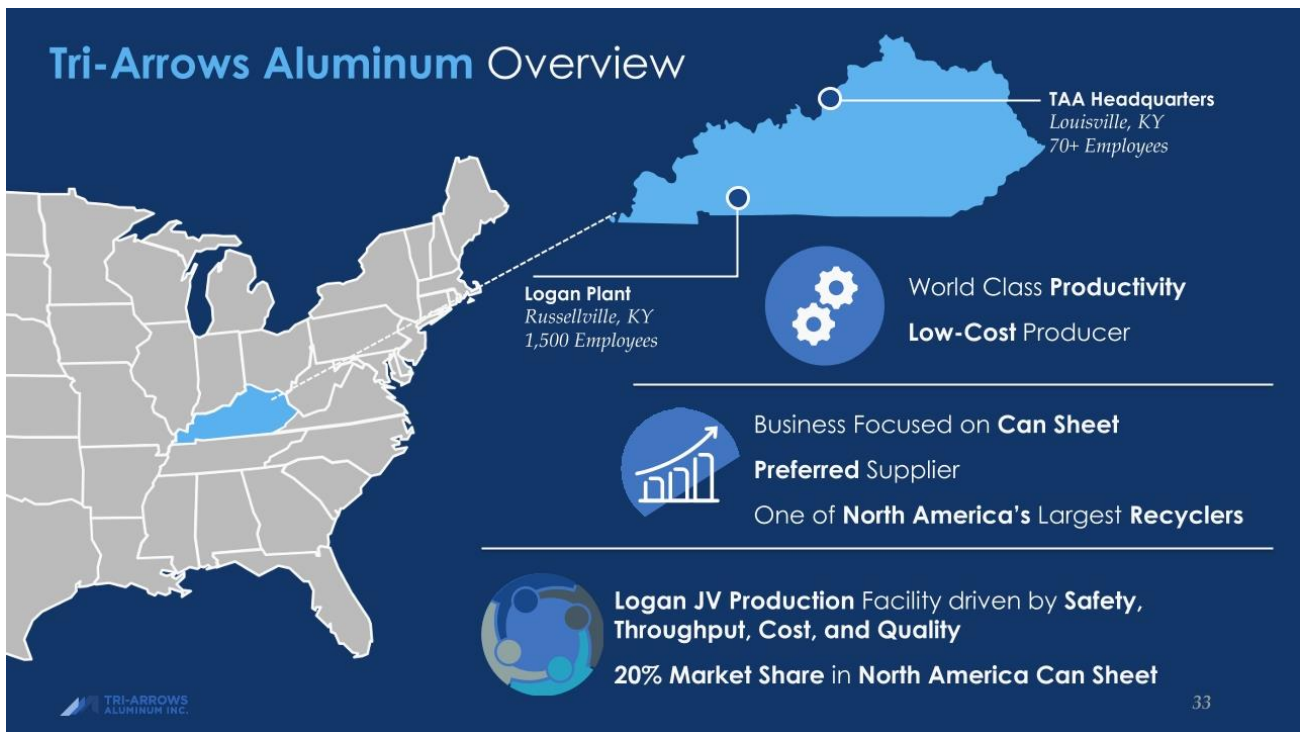 Tri-Arrows Aluminum Overview
TAA Headquarters
Louisville, KY
70+ Employees
Logan Plant
Russellville, KY
1,500 Employees
World Class Productivity
Low-Cost Producer
Business Focused on Can Sheet
Preferred Supplier
One of North America's Largest Recyclers
Logan JV Production Facility driven by Safety,
Throughput, Cost, and Quality
20% Market Share in North America Can Sheet
TRI-ARROWS
ALUMINUM INC.
33